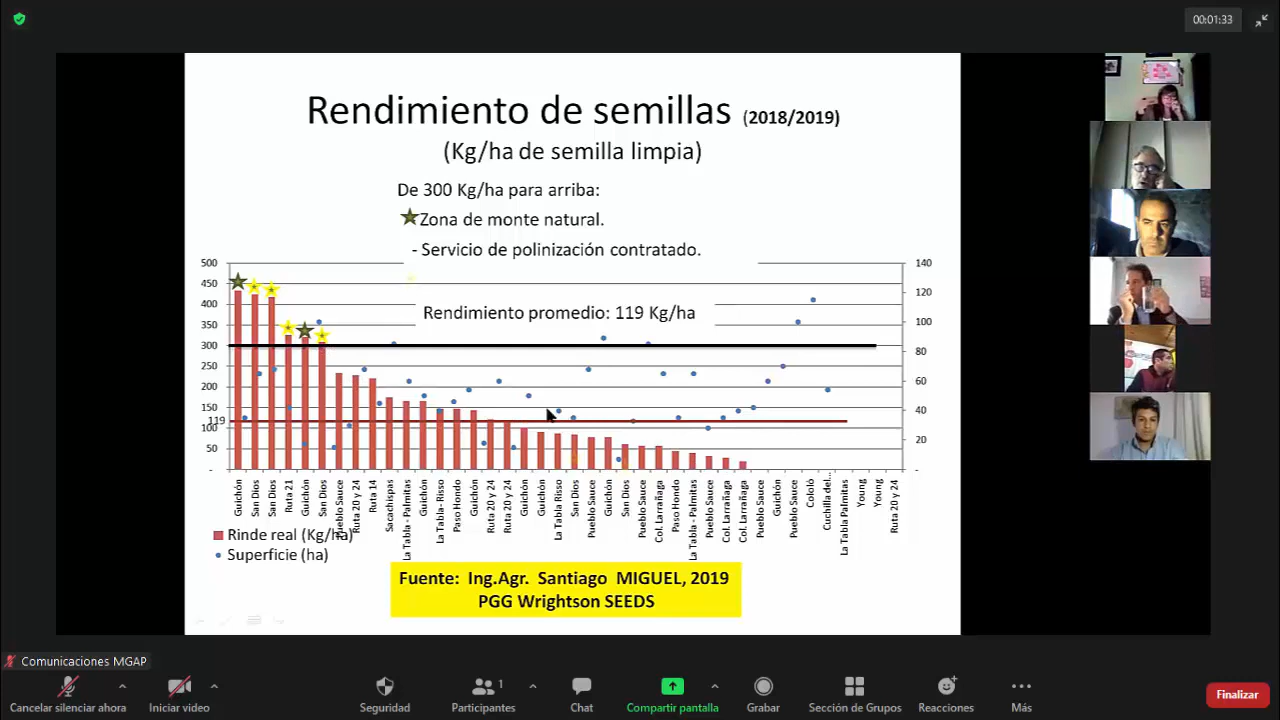 00:01:33
Rendimiento de semillas (2018/2019)
(Kg/ha de semilla limpia)
De 300 Kg/ha para arriba:
Zona de monte natural.
- Servicio de polinización contratado.
Rendimiento promedio: 119 Kg/ha
500
450
400
350
300
250
200
150
119
100
50
-
140
120
100
80
60
40
20
-
Guichón
San Dios
San Dios
Ruta 21
Guichón
San Dios
Pueblo Sauce
Ruta 20 y 24
Ruta 14
Sacachispas
La Tabla - Palmitas
Guichón
La Tabla- Risso
Paso Hondo
Guichón
Ruta 20 y 24
Ruta 20 y 24
Guichón
Guichón
La Tabla Risso
San Dios
Pueblo Sauce
Guichón
San Dios
Pueblo Sauce
Col. Larrañaga
Paso Hondo
La Tabla - Palmitas
Pueblo Sauce
Col. Larrañaga
Col. Larrañaga
Pueblo Sauce
Guichón
Pueblo Sauce
Cololó
Cuchilla del...
La Tabla Palmitas
Young
Young
Ruta 20 y 24
Rinde real (Kg/ha)
Superficie (ha)
Fuente: Ing.Agr. Santiago MIGUEL, 2019
PGG Wrightson SEEDS
Comunicaciones MGAP
Cancelar silenciar ahora
Iniciar video
Seguridad
1
Participantes
Chat
Compartir pantalla
Grabar
Sección de Grupos
Reacciones
Más
Finalizar